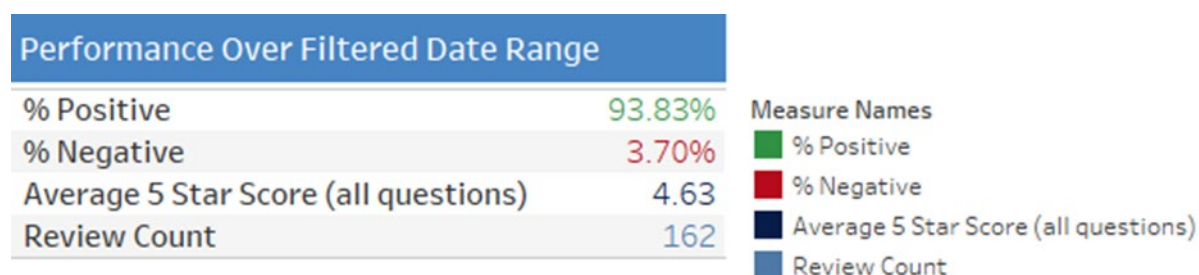 Performance Over Filtered Date Range
% Positive 93.83%
% Negative 3.70%
Average 5 Star Score (all questions) 4.63
Review Count 162
Measure Names
% Positive
% Negative
Average 5 Star Score (all questions)
Review Count